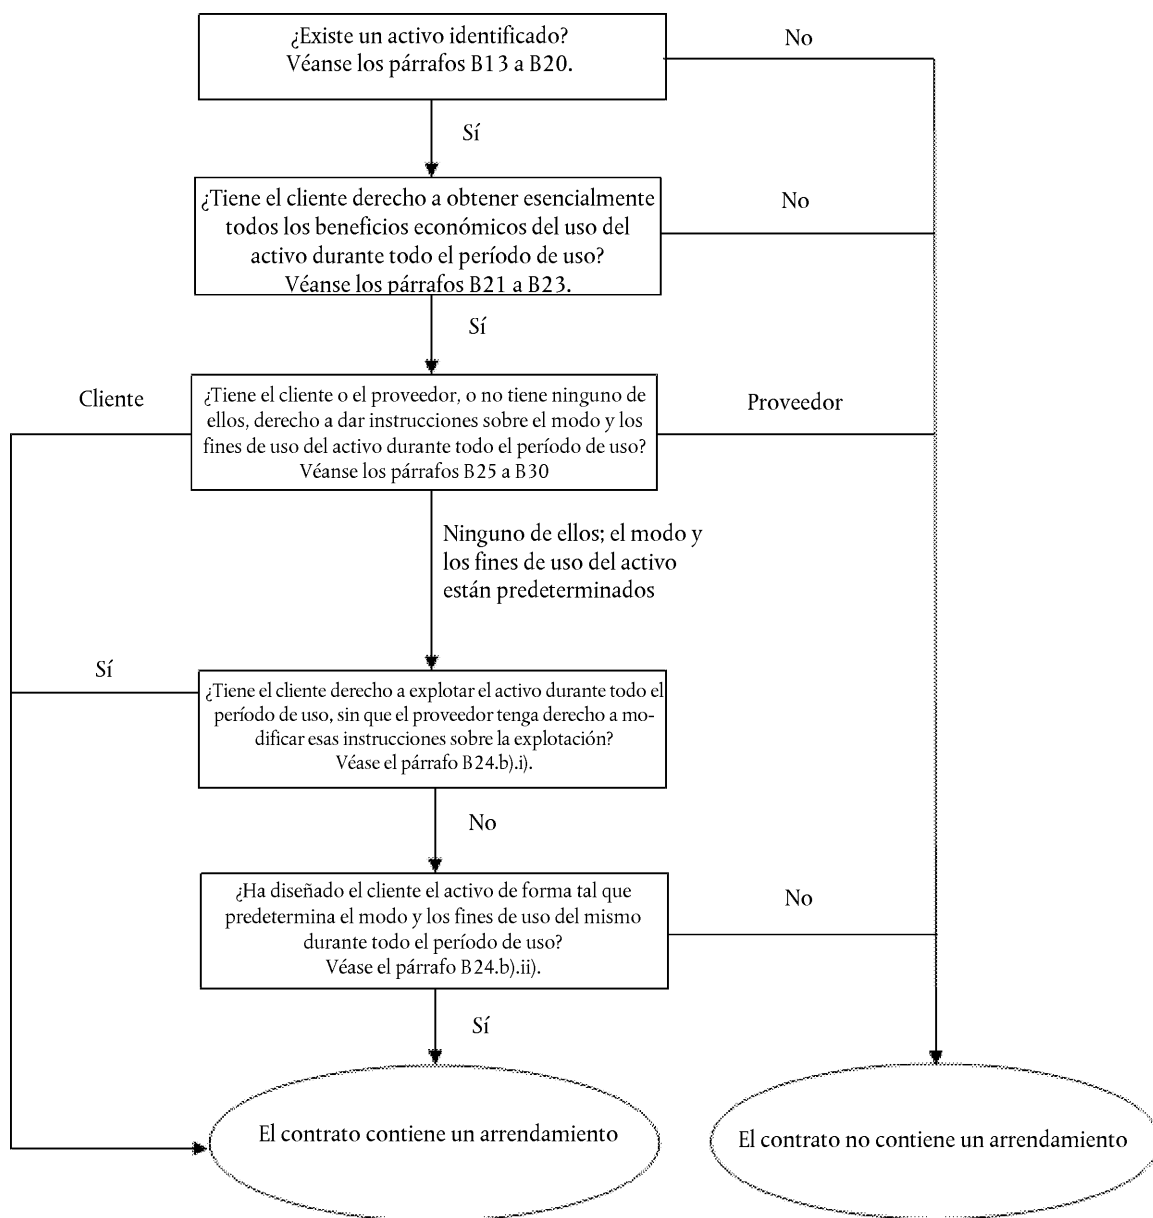 ¿Existe un activo identificado?
Véanse los párrafos B13 a B20.
No
Sí
¿Tiene el cliente derecho a obtener esencialmente
todos los beneficios económicos del uso del
activo durante todo el período de uso?
Véanse los párrafos B21 a B23.
No
Sí
Cliente
¿Tiene el cliente o el proveedor, o no tiene ninguno de
ellos, derecho a dar instrucciones sobre el modo y los
fines de uso del activo durante todo el período de uso?
Véanse los párrafos B25 a B30
Proveedor
Ninguno de ellos; el modo y
los fines de uso del activo
están predeterminados
Sí
¿Tiene el cliente derecho a explotar el activo durante todo el
período de uso, sin que el proveedor tenga derecho a mo-
dificar esas instrucciones sobre la explotación?
Véase el párrafo B24.b).i).
No
¿Ha diseñado el cliente el activo de forma tal que
predetermina el modo y los fines de uso del mismo
durante todo el período de uso?
Véase el párrafo B24.b).ii).
No
Sí
El contrato contiene un arrendamiento
El contrato no contiene un arrendamiento